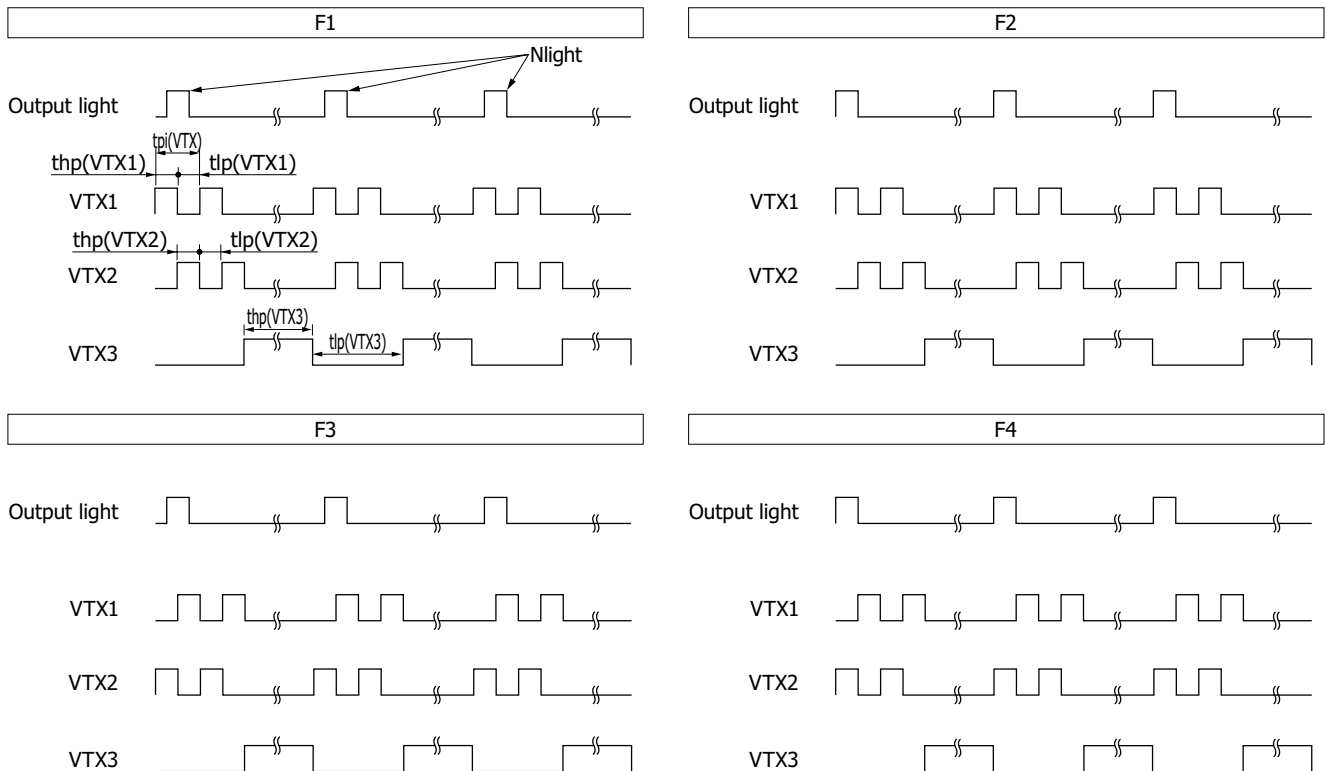 F1
Nlight
Output light
tpi(VTX)
thp(VTX1)
tlp(VTX1)
VTX1
thp(VTX2)
tlp(VTX2)
VTX2
thp(VTX3)
tlp(VTX3)
VTX3
F2
Output light
VTX1
VTX2
VTX3
F3
Output light
VTX1
VTX2
VTX3
F4
Output light
VTX1
VTX2
VTX3